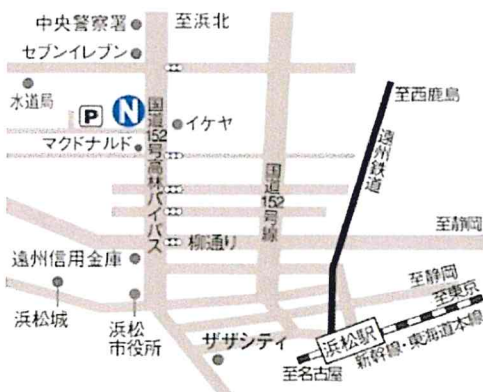 中央警察署
至浜北
セブンイレブン
水道局
P
N
イケヤ
マクドナルド
国道152号高林バイパス
国道152号線
至西鹿島
遠州鉄道
至静岡
柳通り
遠州信用金庫
至静岡
至東京
浜松城
浜松
市役所
ザザシティ
浜松駅
新幹線・東海道本線
至名古屋